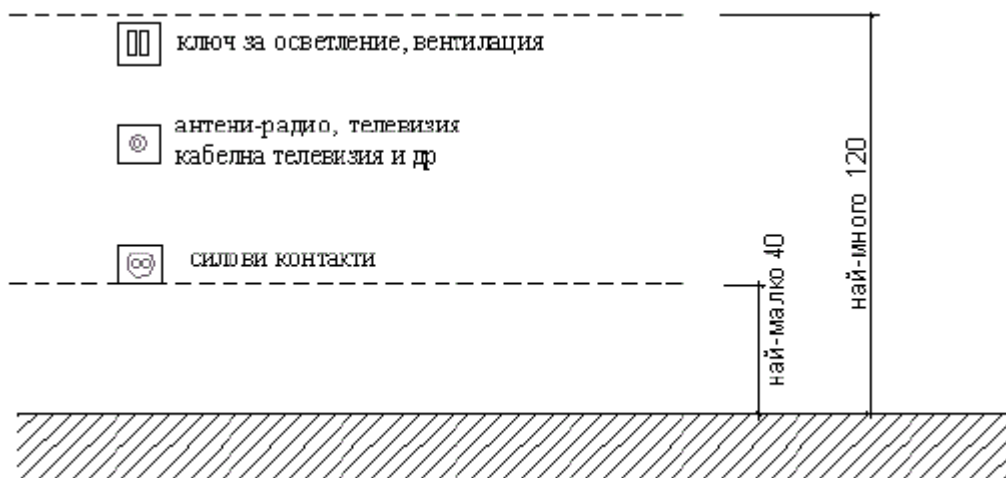 ключ за осветление, вентилация
антени-радио, телевизия
кабелна телевизия и др
силови контакти
най-малко 40
най-много 120